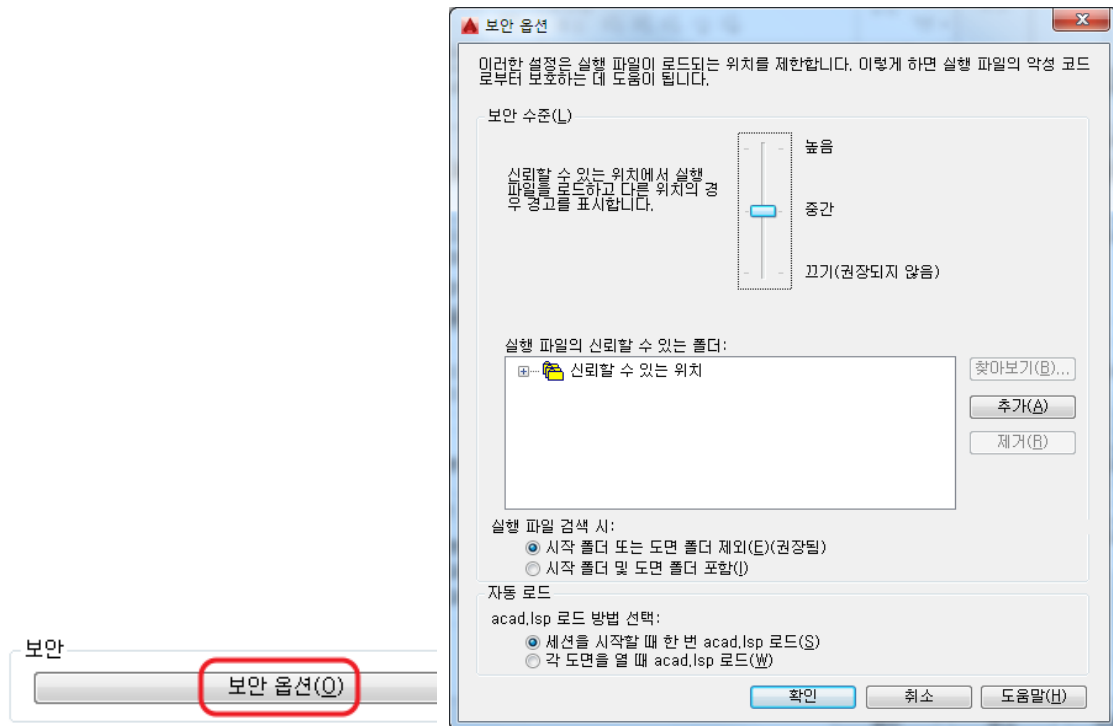 보안
보안 옵션(O)
보안 옵션
이러한 설정은 실행 파일이 로드되는 위치를 제한합니다. 이렇게 하면 실행 파일의 악성 코드
로부터 보호하는 데 도움이 됩니다.
보안 수준(L)
높음
신뢰할 수 있는 위치에서 실행
파일을 로드하고 다른 위치의 경
우 경고를 표시합니다.
중간
끄기(권장되지 않음)
실행 파일의 신뢰할 수 있는 폴더:
신뢰할 수 있는 위치
찾아보기(B)...
추가(A)
제거(R)
실행 파일 검색 시:
시작 폴더 또는 도면 폴더 제외(E)(권장됨)
시작 폴더 및 도면 폴더 포함(I)
자동 로드
acad.lsp 로드 방법 선택:
세션을 시작할 때 한 번 acad.lsp 로드(S)
각 도면을 열 때 acad.lsp 로드(W)
확인
취소
도움말(H)